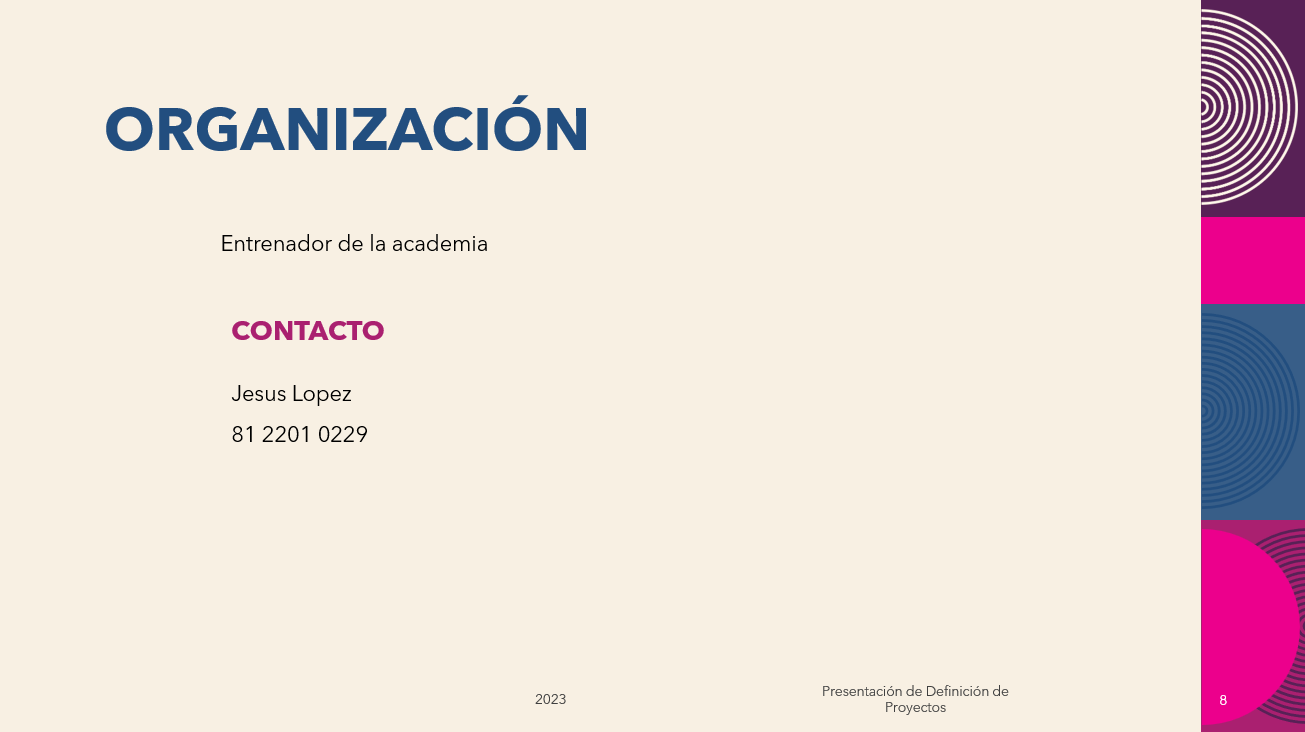 ORGANIZACIÓN
Entrenador de la academia
CONTACTO
Jesus Lopez
81 2201 0229
2023
Presentación de Definición de
Proyectos
8